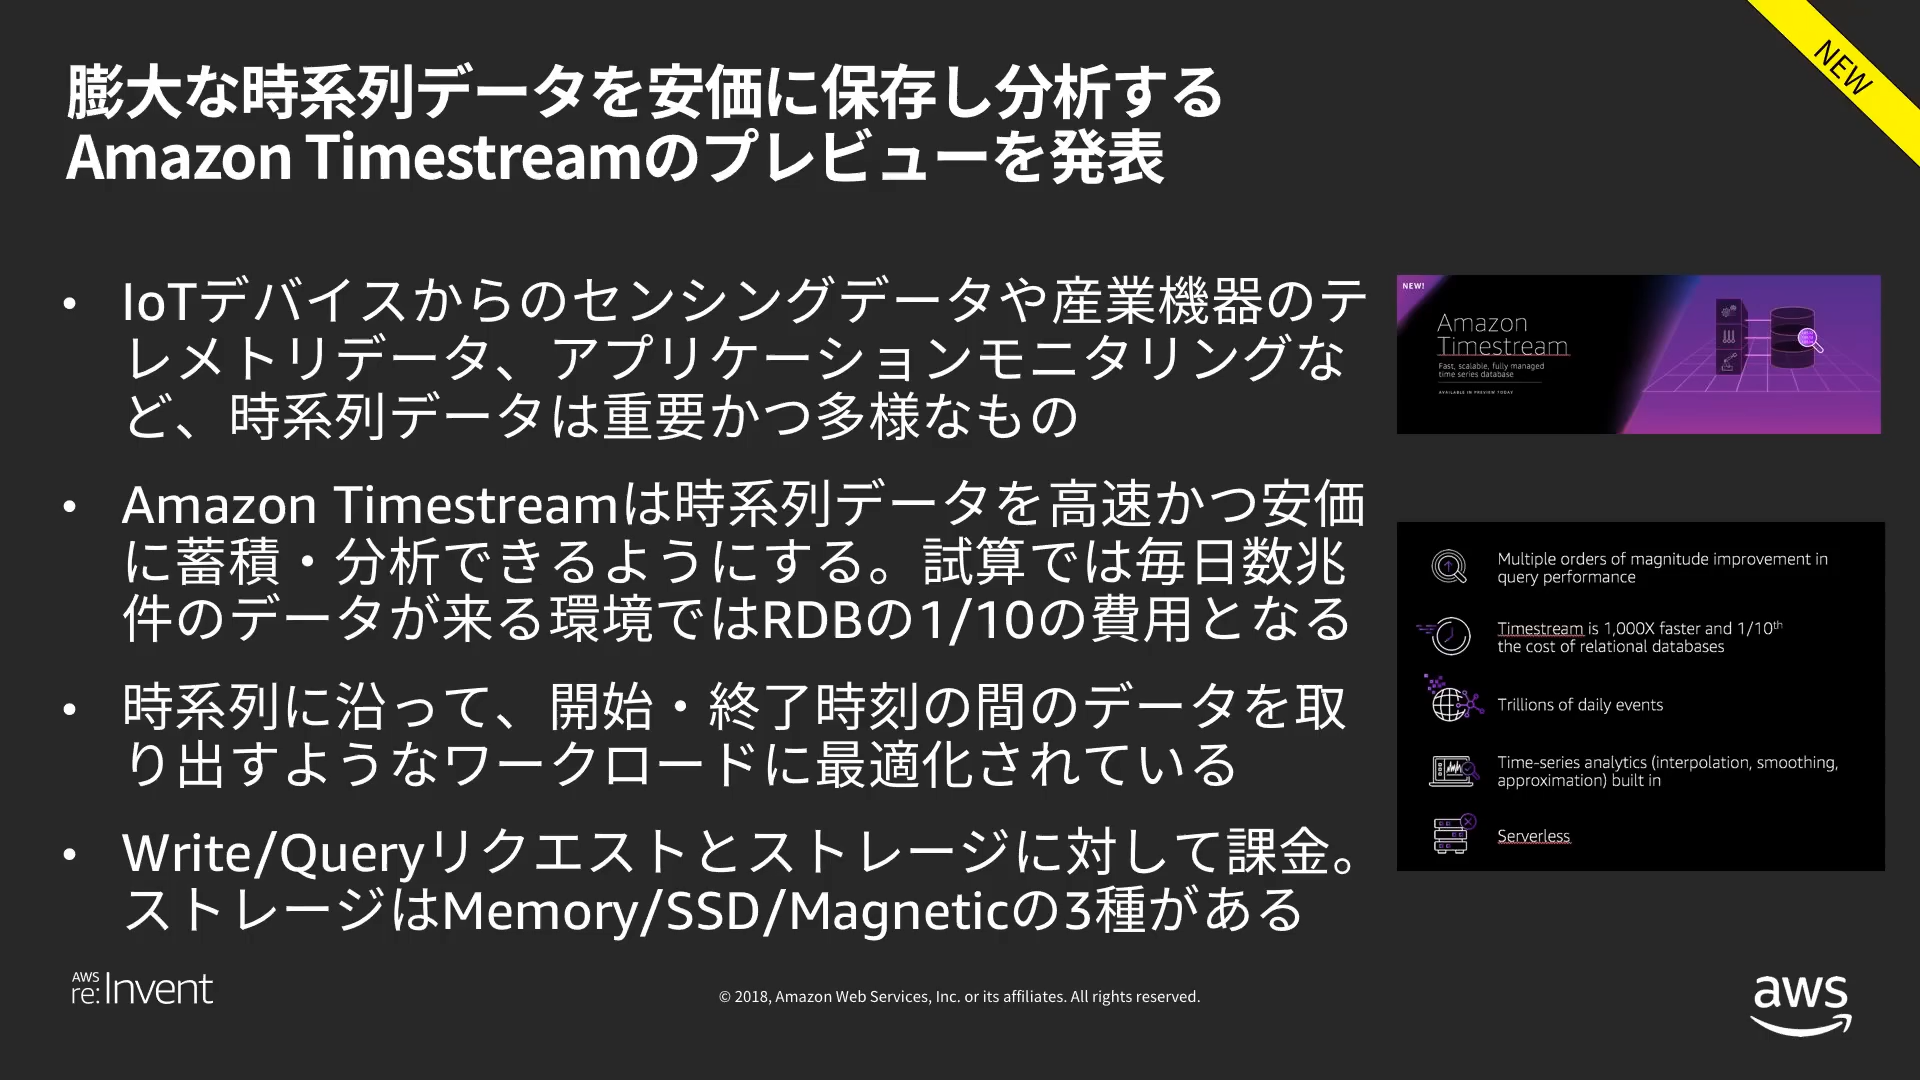 膨大な時系列データを安価に保存し分析する
Amazon Timestreamのプレビューを発表
NEW
• IoTデバイスからのセンシングデータや産業機器のテ
レメトリデータ、アプリケーションモニタリングな
ど、時系列データは重要かつ多様なもの
• Amazon Timestreamは時系列データを高速かつ安価
に蓄積・分析できるようにする。試算では毎日数兆
件のデータが来る環境ではRDBの1/10の費用となる
• 時系列に沿って、開始・終了時刻の間のデータを取
り出すようなワークロードに最適化されている
• Write/Queryリクエストとストレージに対して課金。
ストレージはMemory/SSD/Magneticの3種がある
NEW!
Amazon
Timestream
Fast, scalable, fully managed
time series database
AVAILABLE IN PREVIEW TODAY
Multiple orders of magnitude improvement in
query performance
Timestream is 1,000X faster and 1/10th
the cost of relational databases
Trillions of daily events
Time-series analytics (interpolation, smoothing,
approximation) built in
Serverless
AWS
re:Invent
© 2018, Amazon Web Services, Inc. or its affiliates. All rights reserved.
aws